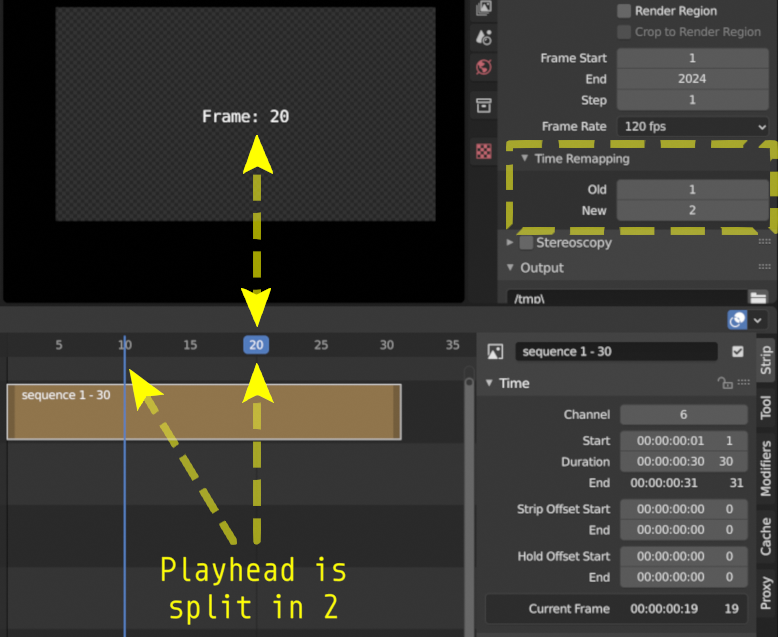 Render Region
Crop to Render Region
Frame Start 1
End 2024
Step 1
Frame Rate 120 fps
Time Remapping
Old 1
New 2
Stereoscopy
Output
/tmp\
Frame: 20
5 10 15 20 25 30 35
sequence 1 - 30
Playhead is
split in 2
sequence 1 - 30
Time
Channel 6
Start 00:00:00:01 1
Duration 00:00:00:30 30
End 00:00:00:31 31
Strip Offset Start 00:00:00:00 0
End 00:00:00:00 0
Hold Offset Start 00:00:00:00 0
End 00:00:00:00 0
Current Frame 00:00:00:19 19
Strip
Tool
Modifiers
Cache
Proxy